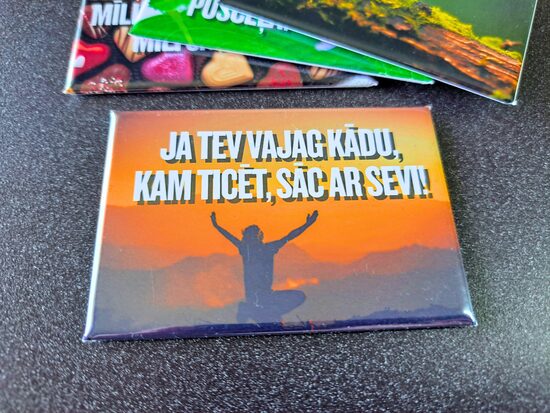 JA TEV VAJAG KĀDU,
KAM TICĒT, SĀC AR SEVI!